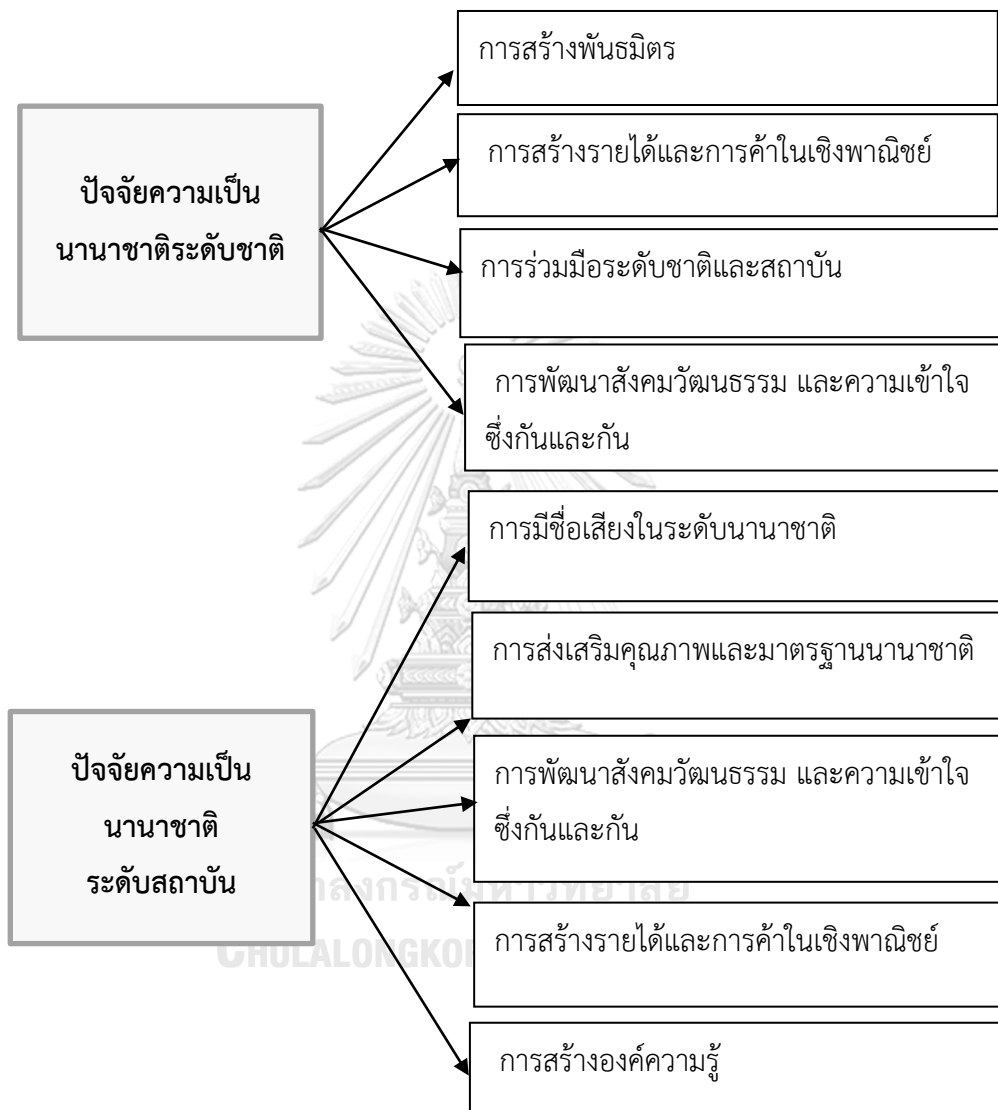 การสร้างพันธมิตร
การสร้างรายได้และการค้าในเชิงพาณิชย์
ปัจจัยความเป็น
นานาชาติระดับชาติ
การร่วมมือระดับชาติและสถาบัน
การพัฒนาสังคมวัฒนธรรม และความเข้าใจ
ซึ่งกันและกัน
การมีชื่อเสียงในระดับนานาชาติ
การส่งเสริมคุณภาพและมาตรฐานนานาชาติ
ปัจจัยความเป็น
นานาชาติ
ระดับสถาบัน
การพัฒนาสังคมวัฒนธรรม และความเข้าใจ
ซึ่งกันและกัน
การสร้างรายได้และการค้าในเชิงพาณิชย์
การสร้างองค์ความรู้